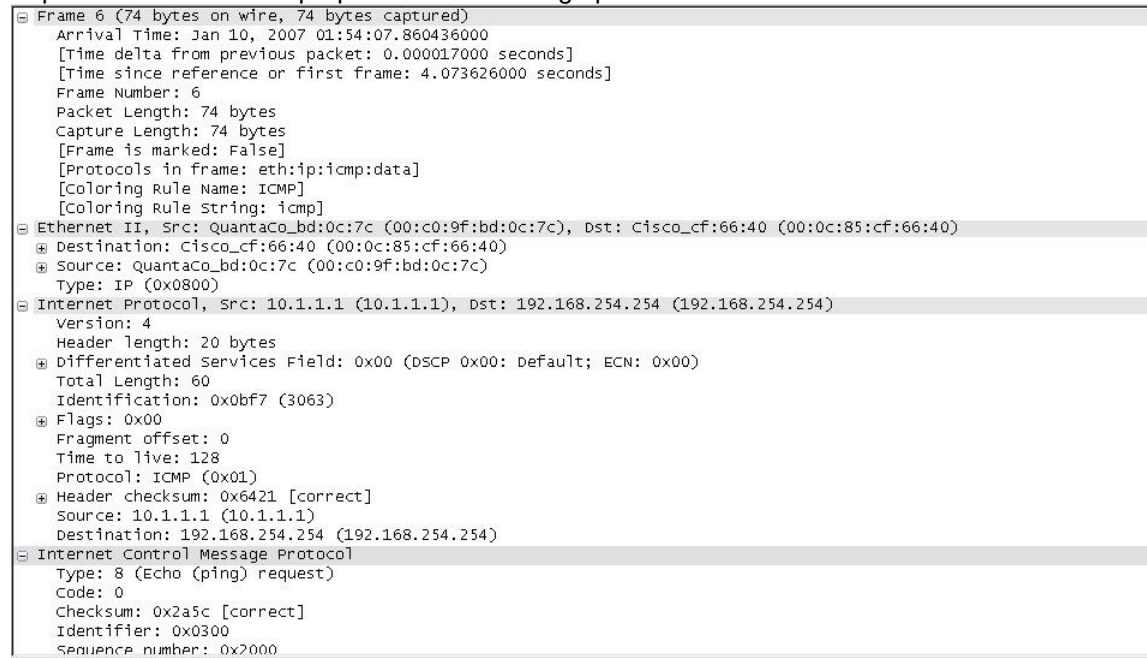 Frame 6 (74 bytes on wire, 74 bytes captured)
Arrival Time: Jan 10, 2007 01:54:07.860436000
[Time delta from previous packet: 0.000017000 seconds]
[Time since reference or first frame: 4.073626000 seconds]
Frame Number: 6
Packet Length: 74 bytes
Capture Length: 74 bytes
[Frame is marked: False]
[Protocols in frame: eth:ip:icmp:data]
[Coloring Rule Name: ICMP]
[Coloring Rule String: icmp]
Ethernet II, Src: QuantaCo_bd:0c:7c (00:c0:9f:bd:0c:7c), Dst: Cisco_cf:66:40 (00:0c:85:cf:66:40)
Destination: Cisco_cf:66:40 (00:0c:85:cf:66:40)
Source: QuantaCo_bd:0c:7c (00:c0:9f:bd:0c:7c)
Type: IP (0x0800)
Internet Protocol, Src: 10.1.1.1 (10.1.1.1), Dst: 192.168.254.254 (192.168.254.254)
Version: 4
Header length: 20 bytes
Differentiated Services Field: 0x00 (DSCP 0x00: Default; ECN: 0x00)
Total Length: 60
Identification: 0x0bf7 (3063)
Flags: 0x00
Fragment offset: 0
Time to live: 128
Protocol: ICMP (0x01)
Header checksum: 0x6421 [correct]
Source: 10.1.1.1 (10.1.1.1)
Destination: 192.168.254.254 (192.168.254.254)
Internet Control Message Protocol
Type: 8 (Echo (ping) request)
Code: 0
Checksum: 0x2a5c [correct]
Identifier: 0x0300
Sequence number: 0x2000